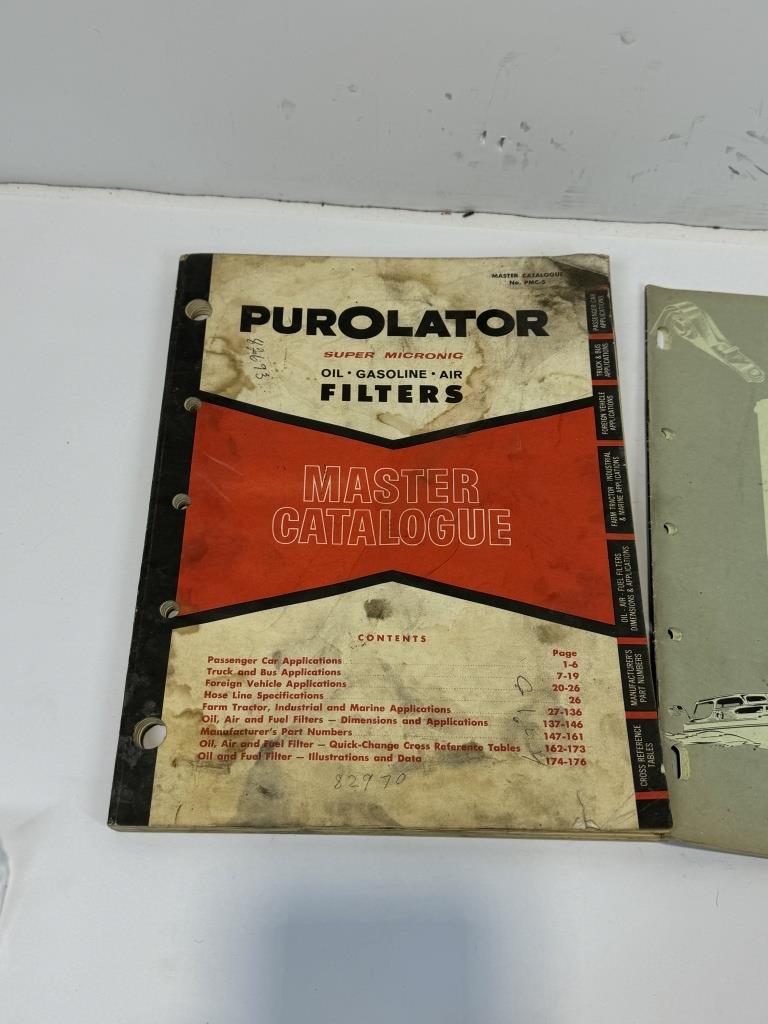 MASTER CATALOGUE
No. PMC-5
PUROLATOR
SUPER MICRONIC
OIL • GASOLINE • AIR
FILTERS
42693
MASTER
CATALOGUE
CONTENTS
Page
Passenger Car Applications 1-6
Truck and Bus Applications 7-19
Foreign Vehicle Applications 20-26
Hose Line Specifications 26
Farm Tractor, Industrial and Marine Applications 27-136
Oil, Air and Fuel Filters — Dimensions and Applications 137-146
Manufacturer's Part Numbers 147-161
Oil, Air and Fuel Filter — Quick-Change Cross Reference Tables 162-173
Oil and Fuel Filter — Illustrations and Data 174-176
82970
PASSENGER CAR
APPLICATIONS
TRUCK & BUS
APPLICATIONS
FOREIGN VEHICLE
APPLICATIONS
FARM TRACTOR - INDUSTRIAL
& MARINE APPLICATIONS
OIL - AIR - FUEL FILTERS
DIMENSIONS & APPLICATIONS
MANUFACTURER'S
PART NUMBERS
CROSS REFERENCE
TABLES